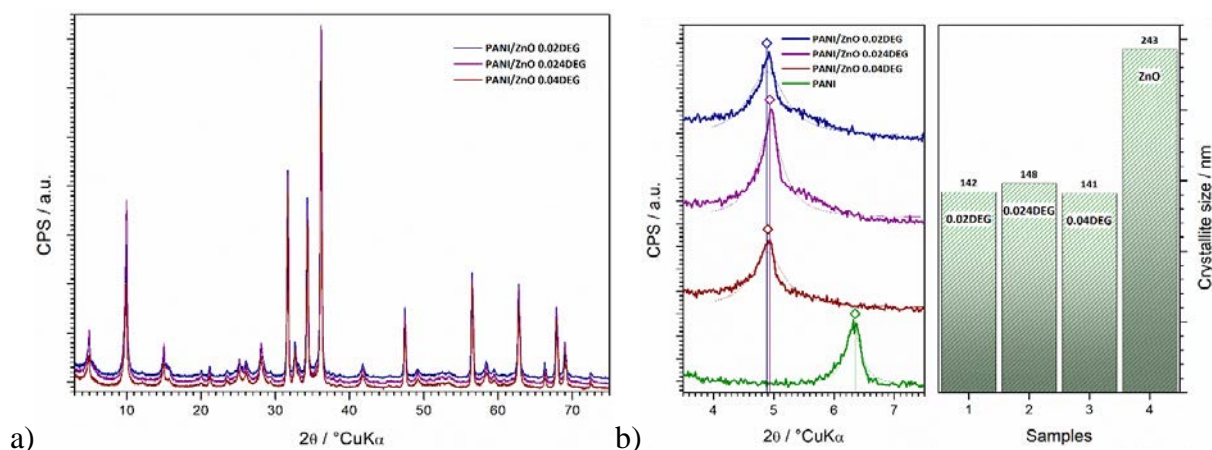 PANI/ZnO 0.02DEG
PANI/ZnO 0.024DEG
PANI/ZnO 0.04DEG
CPS / a.u.
10 20 30 40 50 60 70
2θ / °CuKα
a)
PANI/ZnO 0.02DEG
PANI/ZnO 0.024DEG
PANI/ZnO 0.04DEG
PANI
CPS / a.u.
4 5 6 7
2θ / °CuKα
b)
243
ZnO
142
148
141
0.02DEG
0.024DEG
0.04DEG
1 2 3 4
Samples
Crystallite size / nm